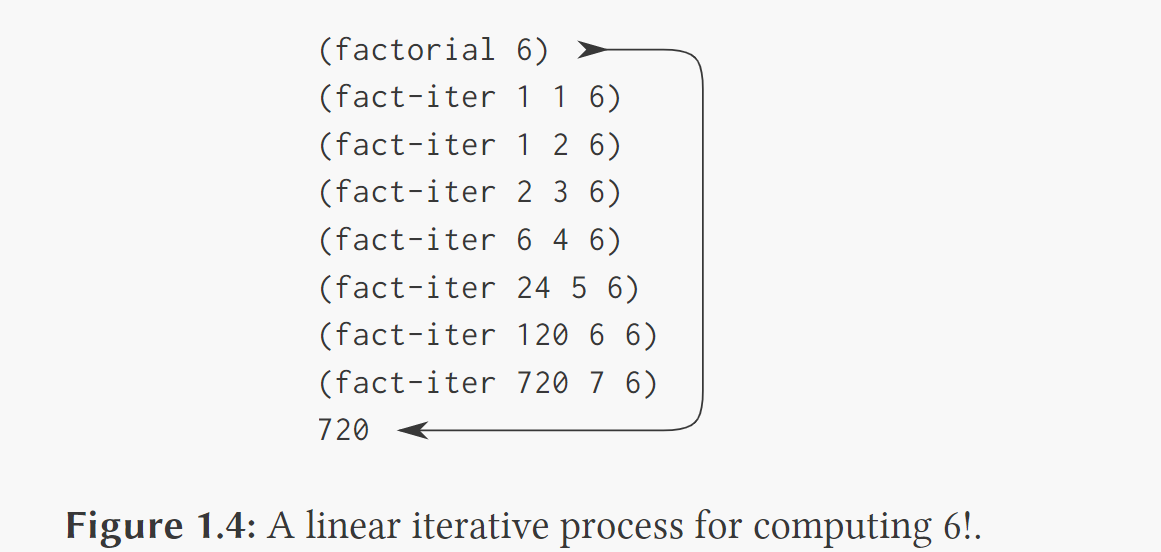 (factorial 6)
(fact-iter 1 1 6)
(fact-iter 1 2 6)
(fact-iter 2 3 6)
(fact-iter 6 4 6)
(fact-iter 24 5 6)
(fact-iter 120 6 6)
(fact-iter 720 7 6)
720
Figure 1.4: A linear iterative process for computing 6!.